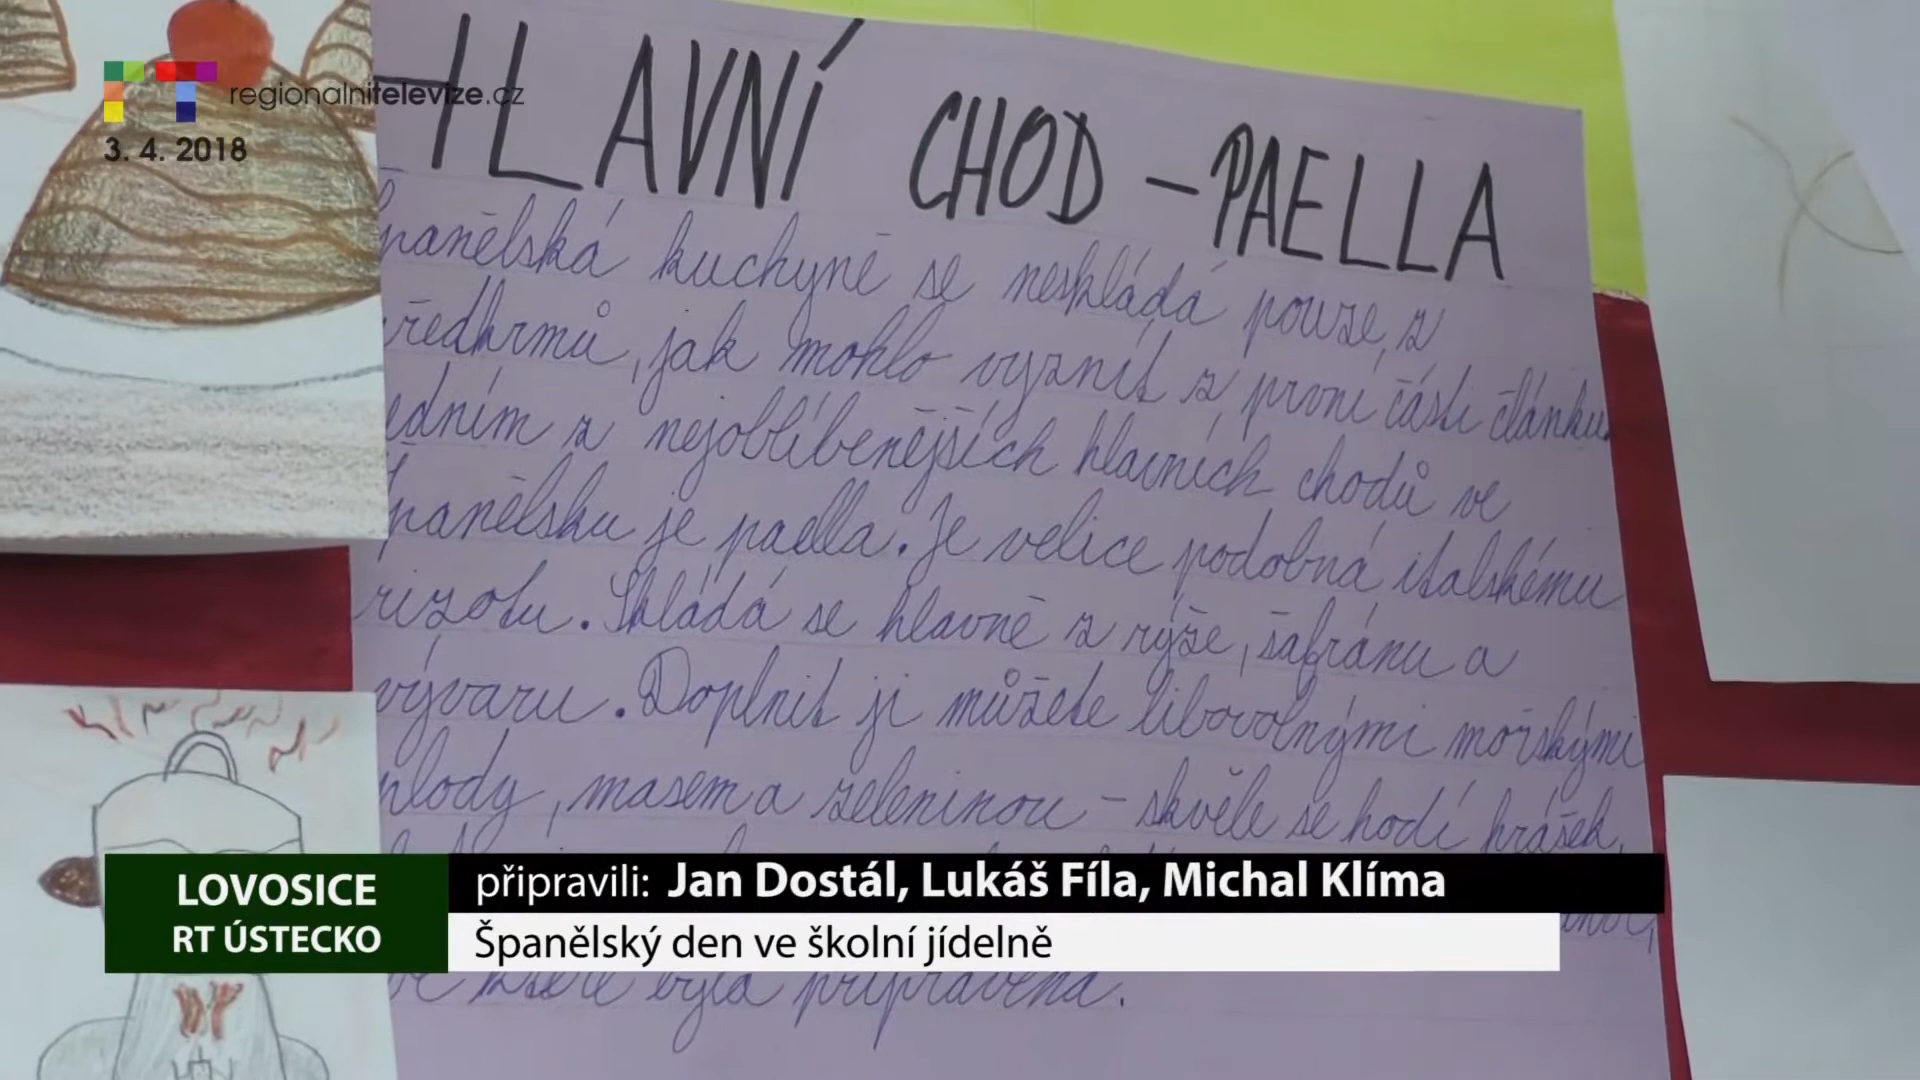 regionalnitelevize.cz
3. 4. 2018
HLAVNÍ CHOD - PAELLA
panělská kuchyně se neskládá pouze, z
ředkrmů, jak mohlo vyznít z první části článku.
edním z nejoblíbenějších hlavních chodů ve
Španělsku je paella. Je velice podobná italskému
rizotu. Skládá se hlavně z rýže, šafránu a
vývaru. Doplnit ji můžete libovolnými mořskými
plody, masem a zeleninou - skvěle se hodí hrášek,
LOVOSICE
RT ÚSTECKO
připravili: Jan Dostál, Lukáš Fíla, Michal Klíma
Španělský den ve školní jídelně
ve které byla připravena.